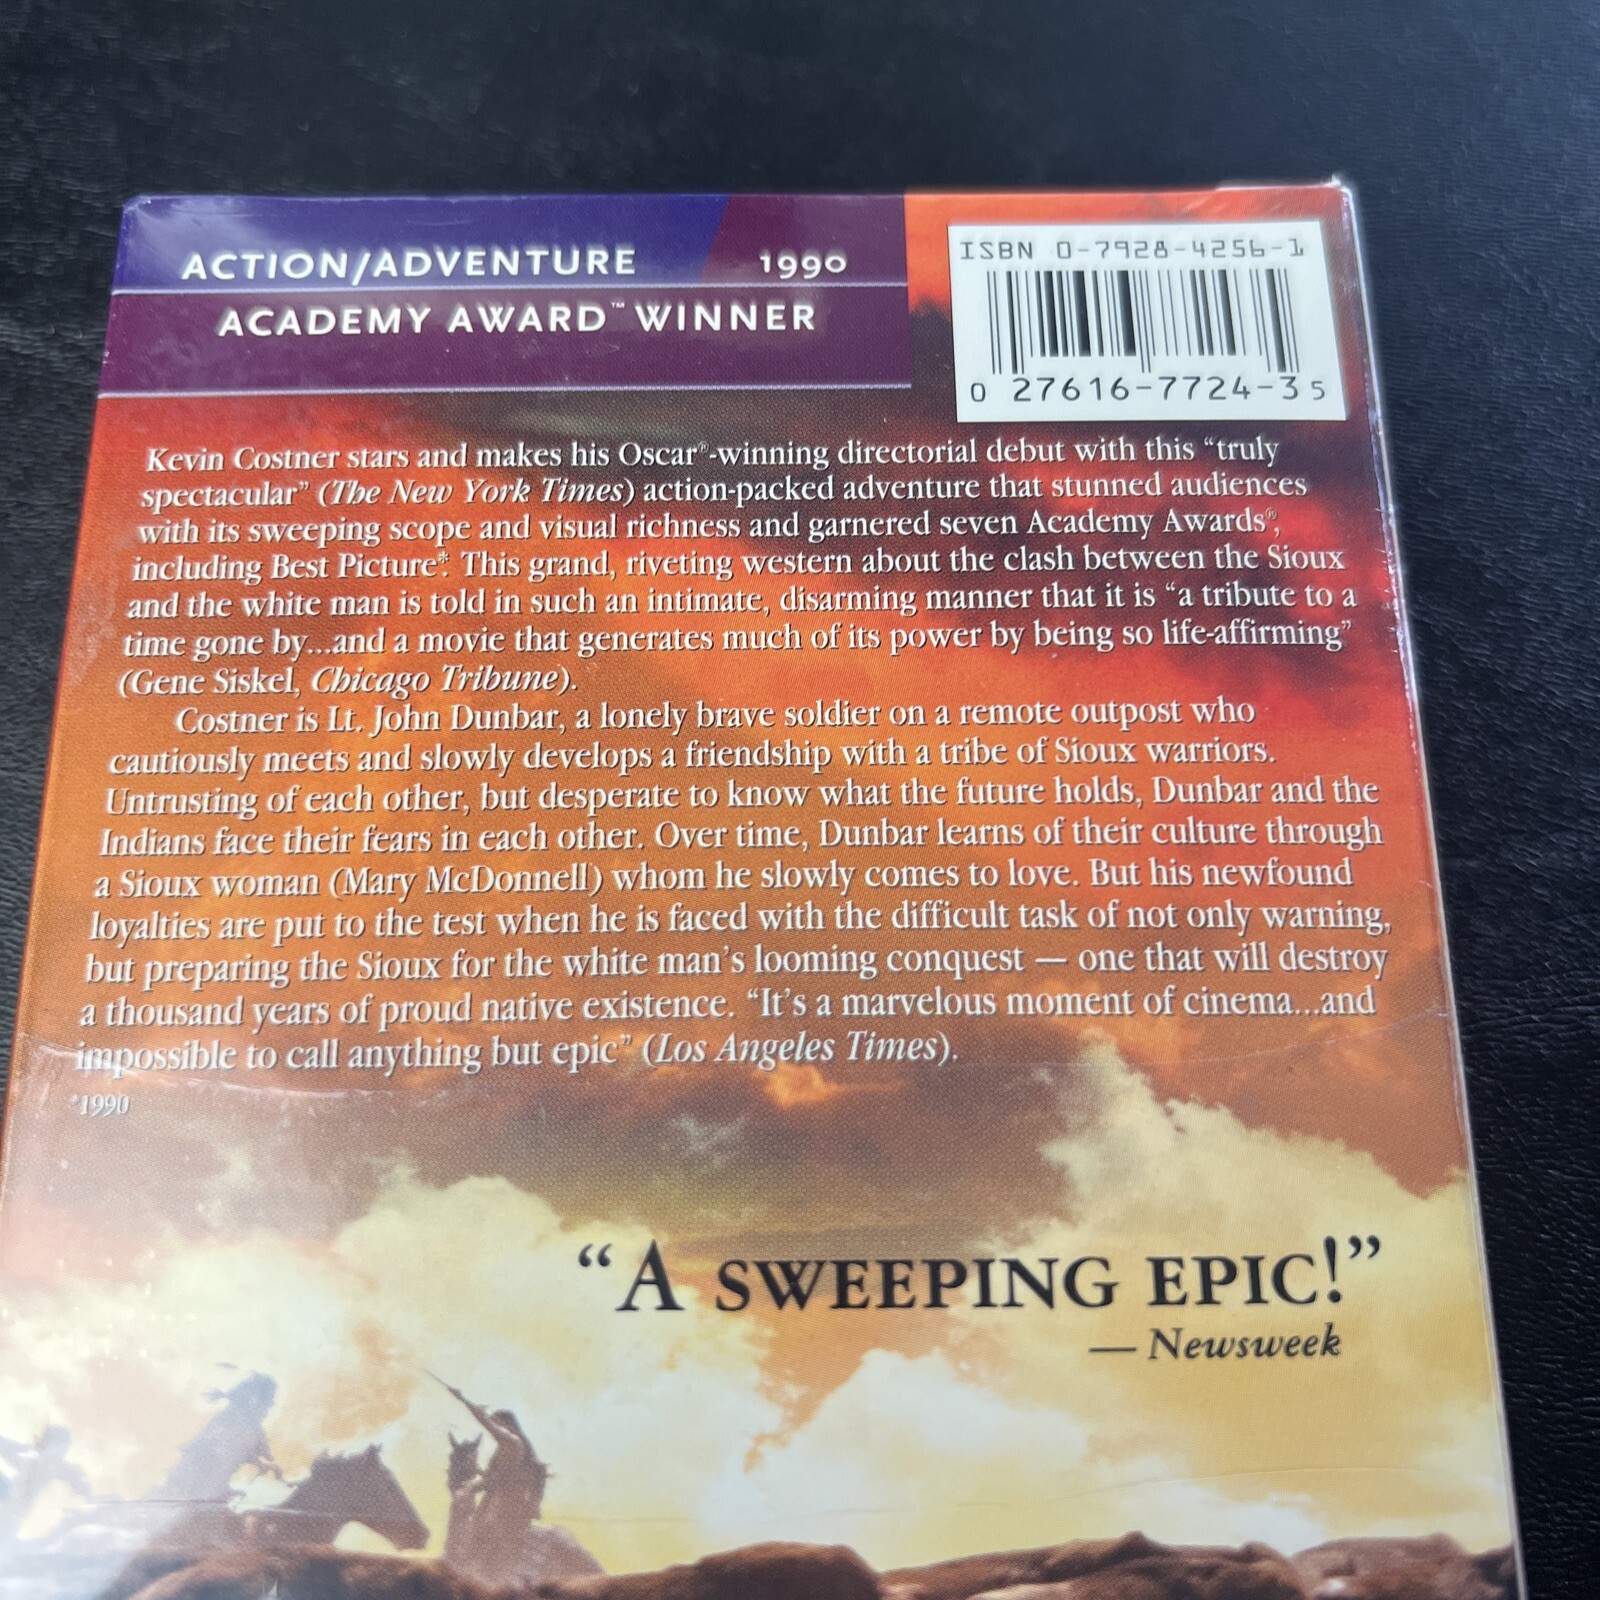 ACTION/ADVENTURE 1990
ACADEMY AWARD™ WINNER
ISBN 0-7928-4256-1
0 27616-7724-3 5
Kevin Costner stars and makes his Oscar®-winning directorial debut with this “truly
spectacular” (The New York Times) action-packed adventure that stunned audiences
with its sweeping scope and visual richness and garnered seven Academy Awards®,
including Best Picture*. This grand, riveting western about the clash between the Sioux
and the white man is told in such an intimate, disarming manner that it is “a tribute to a
time gone by...and a movie that generates much of its power by being so life-affirming”
(Gene Siskel, Chicago Tribune).
Costner is Lt. John Dunbar, a lonely brave soldier on a remote outpost who
cautiously meets and slowly develops a friendship with a tribe of Sioux warriors.
Untrusting of each other, but desperate to know what the future holds, Dunbar and the
Indians face their fears in each other. Over time, Dunbar learns of their culture through
a Sioux woman (Mary McDonnell) whom he slowly comes to love. But his newfound
loyalties are put to the test when he is faced with the difficult task of not only warning,
but preparing the Sioux for the white man's looming conquest — one that will destroy
a thousand years of proud native existence. “It's a marvelous moment of cinema...and
impossible to call anything but epic” (Los Angeles Times).
*1990
“A SWEEPING EPIC!”
— Newsweek